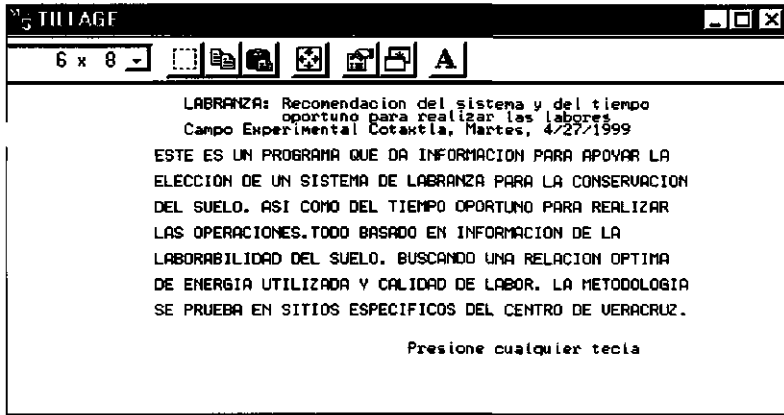 TILLAGE
6 x 8
A
LABRANZA: Recomendacion del sistema y del tiempo
oportuno para realizar las labores
Campo Experimental Cotaxtla, Martes, 4/27/1999
ESTE ES UN PROGRAMA QUE DA INFORMACION PARA APOYAR LA
ELECCION DE UN SISTEMA DE LABRANZA PARA LA CONSERVACION
DEL SUELO. ASI COMO DEL TIEMPO OPORTUNO PARA REALIZAR
LAS OPERACIONES.TODO BASADO EN INFORMACION DE LA
LABORABILIDAD DEL SUELO. BUSCANDO UNA RELACION OPTIMA
DE ENERGIA UTILIZADA Y CALIDAD DE LABOR. LA METODOLOGIA
SE PRUEBA EN SITIOS ESPECIFICOS DEL CENTRO DE VERACRUZ.
Presione cualquier tecla